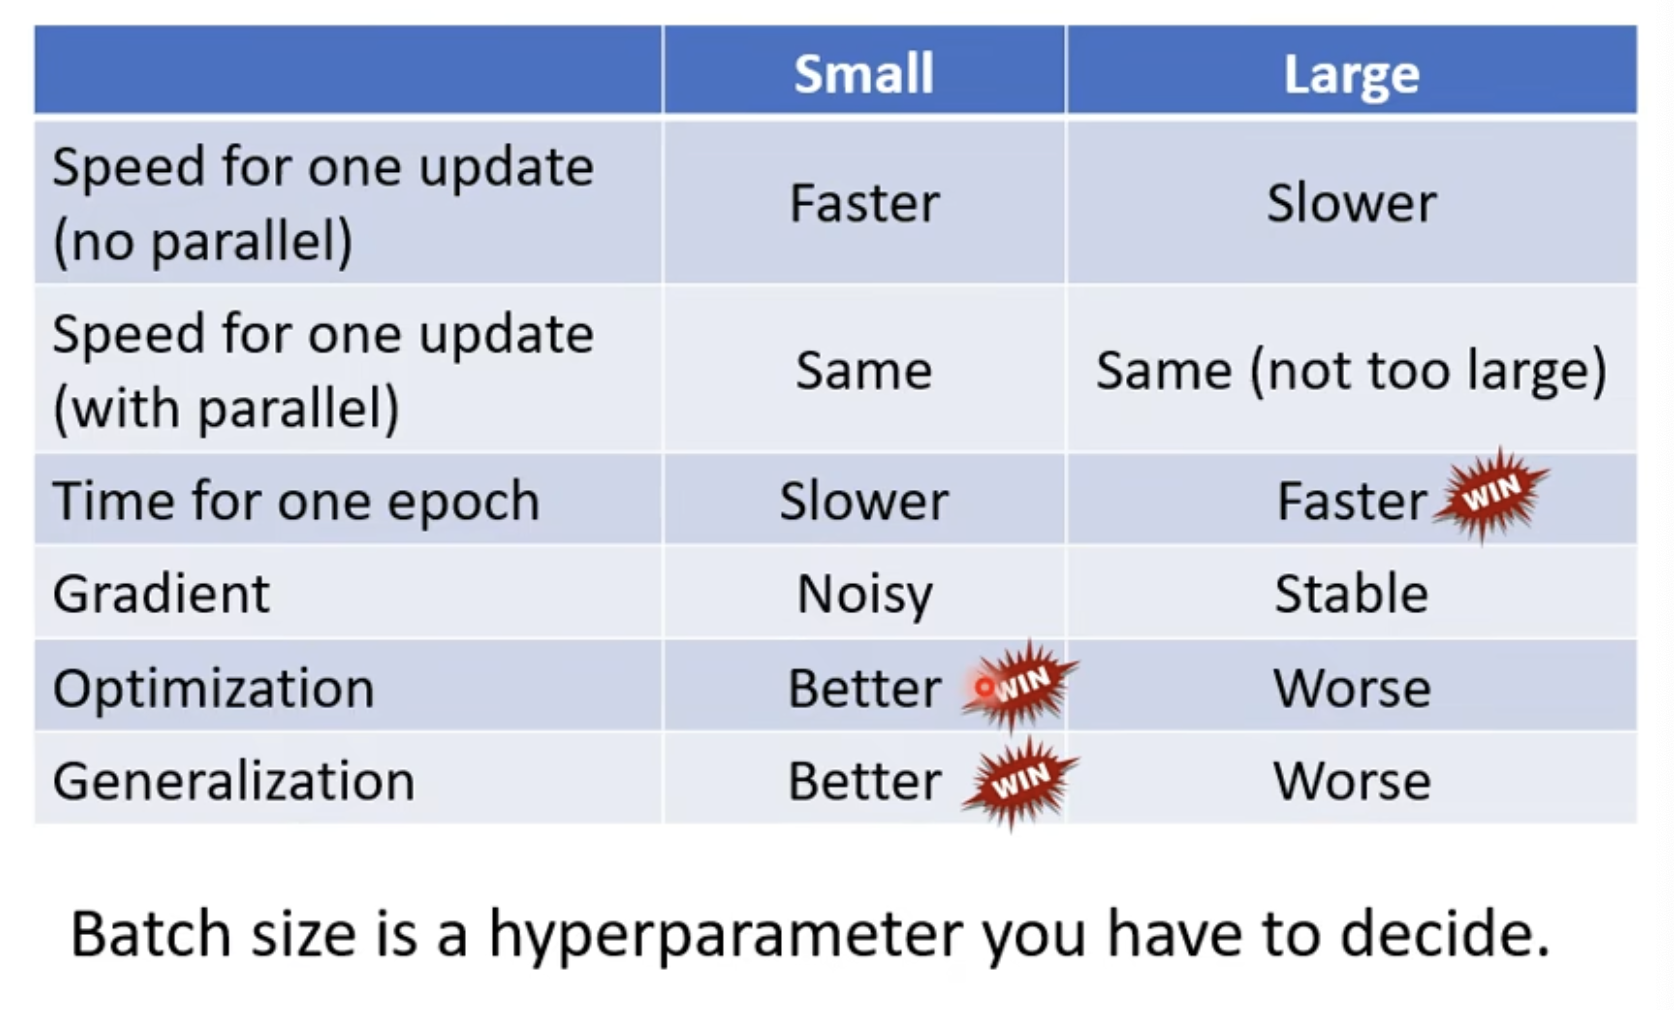 Small Large
Speed for one update
(no parallel)
Faster Slower
Speed for one update
(with parallel)
Same Same (not too large)
Time for one epoch Slower Faster WIN
Gradient Noisy Stable
Optimization Better WIN Worse
Generalization Better WIN Worse
Batch size is a hyperparameter you have to decide.